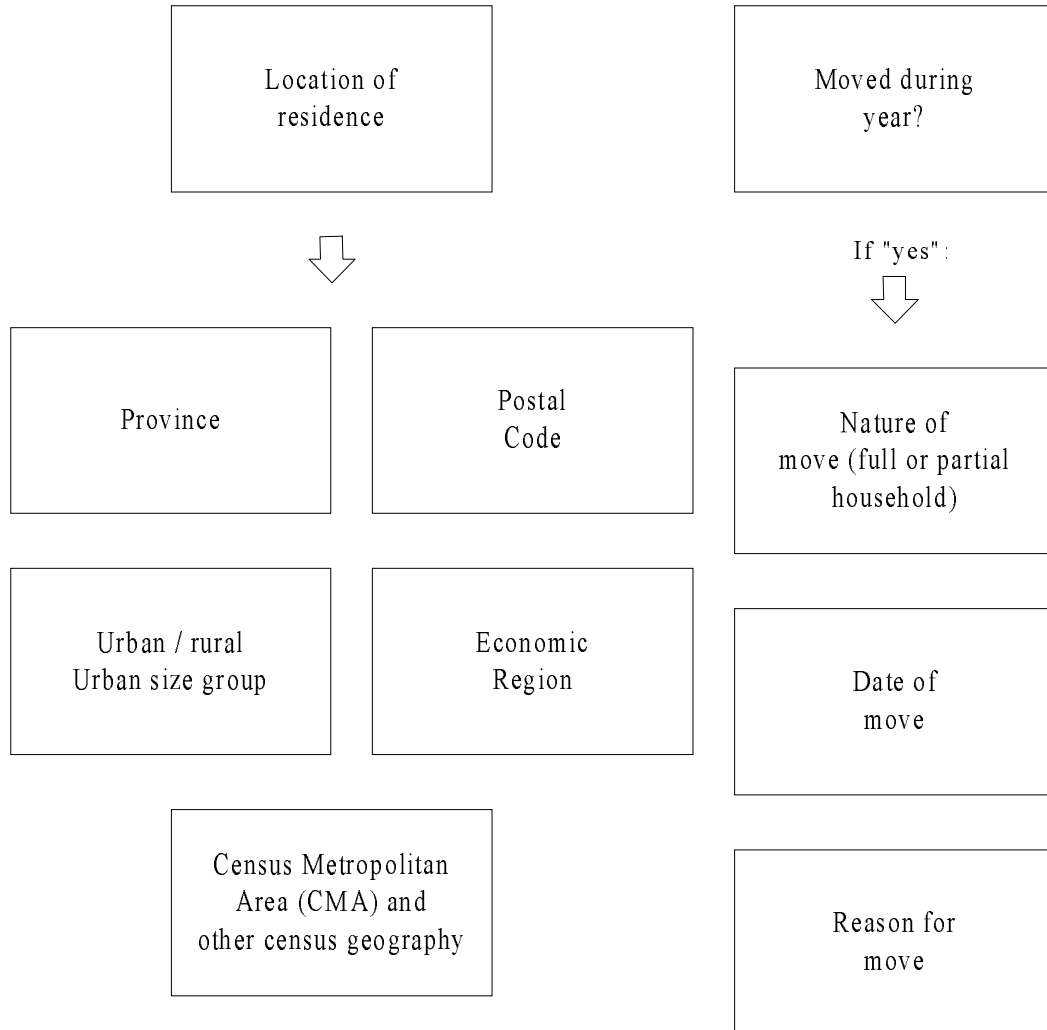 Location of
residence
Moved during
year?
If "yes" :
Province
Postal
Code
Nature of
move (full or partial
household)
Urban / rural
Urban size group
Economic
Region
Date of
move
Census Metropolitan
Area (CMA) and
other census geography
Reason for
move